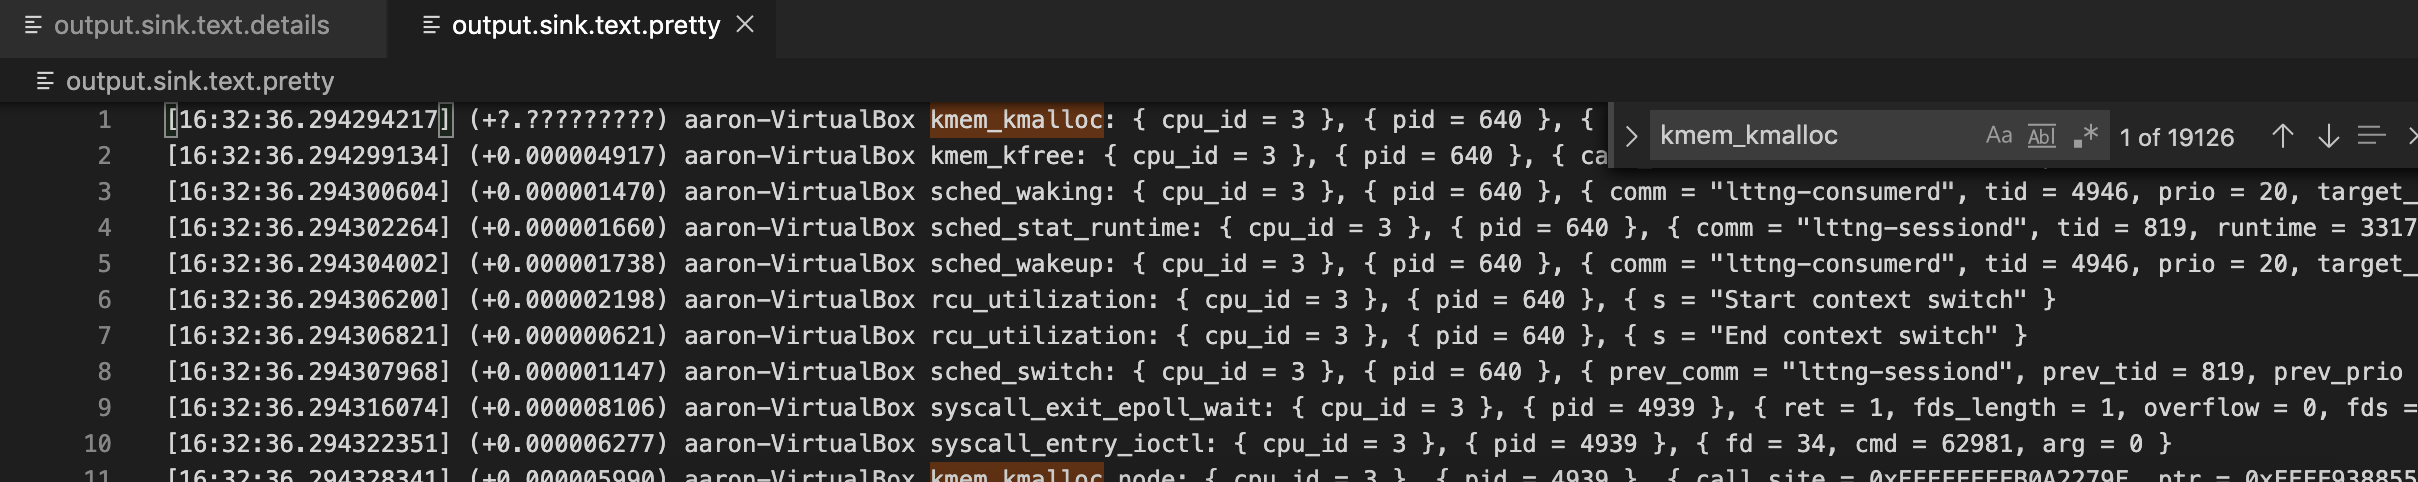 output.sink.text.details
output.sink.text.pretty
output.sink.text.pretty
1 [16:32:36.294294217] (+?.?????????) aaron-VirtualBox kmem_kmalloc: { cpu_id = 3 }, { pid = 640 }, {
kmem_kmalloc Aa Abl .* 1 of 19126
2 [16:32:36.294299134] (+0.000004917) aaron-VirtualBox kmem_kfree: { cpu_id = 3 }, { pid = 640 }, { ca
3 [16:32:36.294300604] (+0.000001470) aaron-VirtualBox sched_waking: { cpu_id = 3 }, { pid = 640 }, { comm = "lttng-consumerd", tid = 4946, prio = 20, target_
4 [16:32:36.294302264] (+0.000001660) aaron-VirtualBox sched_stat_runtime: { cpu_id = 3 }, { pid = 640 }, { comm = "lttng-sessiond", tid = 819, runtime = 3317
5 [16:32:36.294304002] (+0.000001738) aaron-VirtualBox sched_wakeup: { cpu_id = 3 }, { pid = 640 }, { comm = "lttng-consumerd", tid = 4946, prio = 20, target_
6 [16:32:36.294306200] (+0.000002198) aaron-VirtualBox rcu_utilization: { cpu_id = 3 }, { pid = 640 }, { s = "Start context switch" }
7 [16:32:36.294306821] (+0.000000621) aaron-VirtualBox rcu_utilization: { cpu_id = 3 }, { pid = 640 }, { s = "End context switch" }
8 [16:32:36.294307968] (+0.000001147) aaron-VirtualBox sched_switch: { cpu_id = 3 }, { pid = 640 }, { prev_comm = "lttng-sessiond", prev_tid = 819, prev_prio
9 [16:32:36.294316074] (+0.000008106) aaron-VirtualBox syscall_exit_epoll_wait: { cpu_id = 3 }, { pid = 4939 }, { ret = 1, fds_length = 1, overflow = 0, fds =
10 [16:32:36.294322351] (+0.000006277) aaron-VirtualBox syscall_entry_ioctl: { cpu_id = 3 }, { pid = 4939 }, { fd = 34, cmd = 62981, arg = 0 }
11 [16:32:36.294328341] (+0.000005990) aaron-VirtualBox kmem_kmalloc_node: { cpu_id = 3 }, { pid = 4939 }, { call_site = 0xFFFFFFFFB0A2279E, ptr = 0xFFFF938855